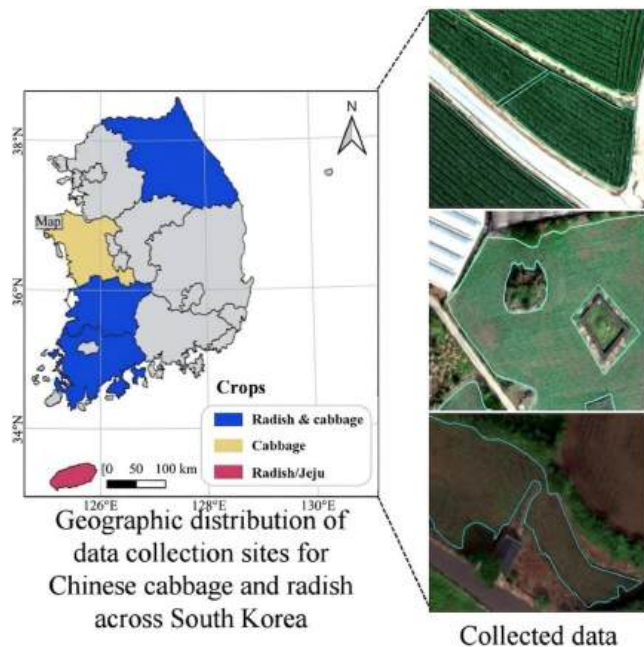 N
38°N
Map
36°N
34°N
Crops
Radish & cabbage
Cabbage
Radish/Jeju
0 50 100 km
126°E 128°E 130°E
Geographic distribution of
data collection sites for
Chinese cabbage and radish
across South Korea
Collected data